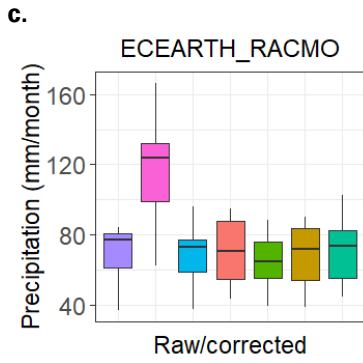 c.
ECEARTH_RACMO
Precipitation (mm/month)
160
120
80
40
Raw/corrected